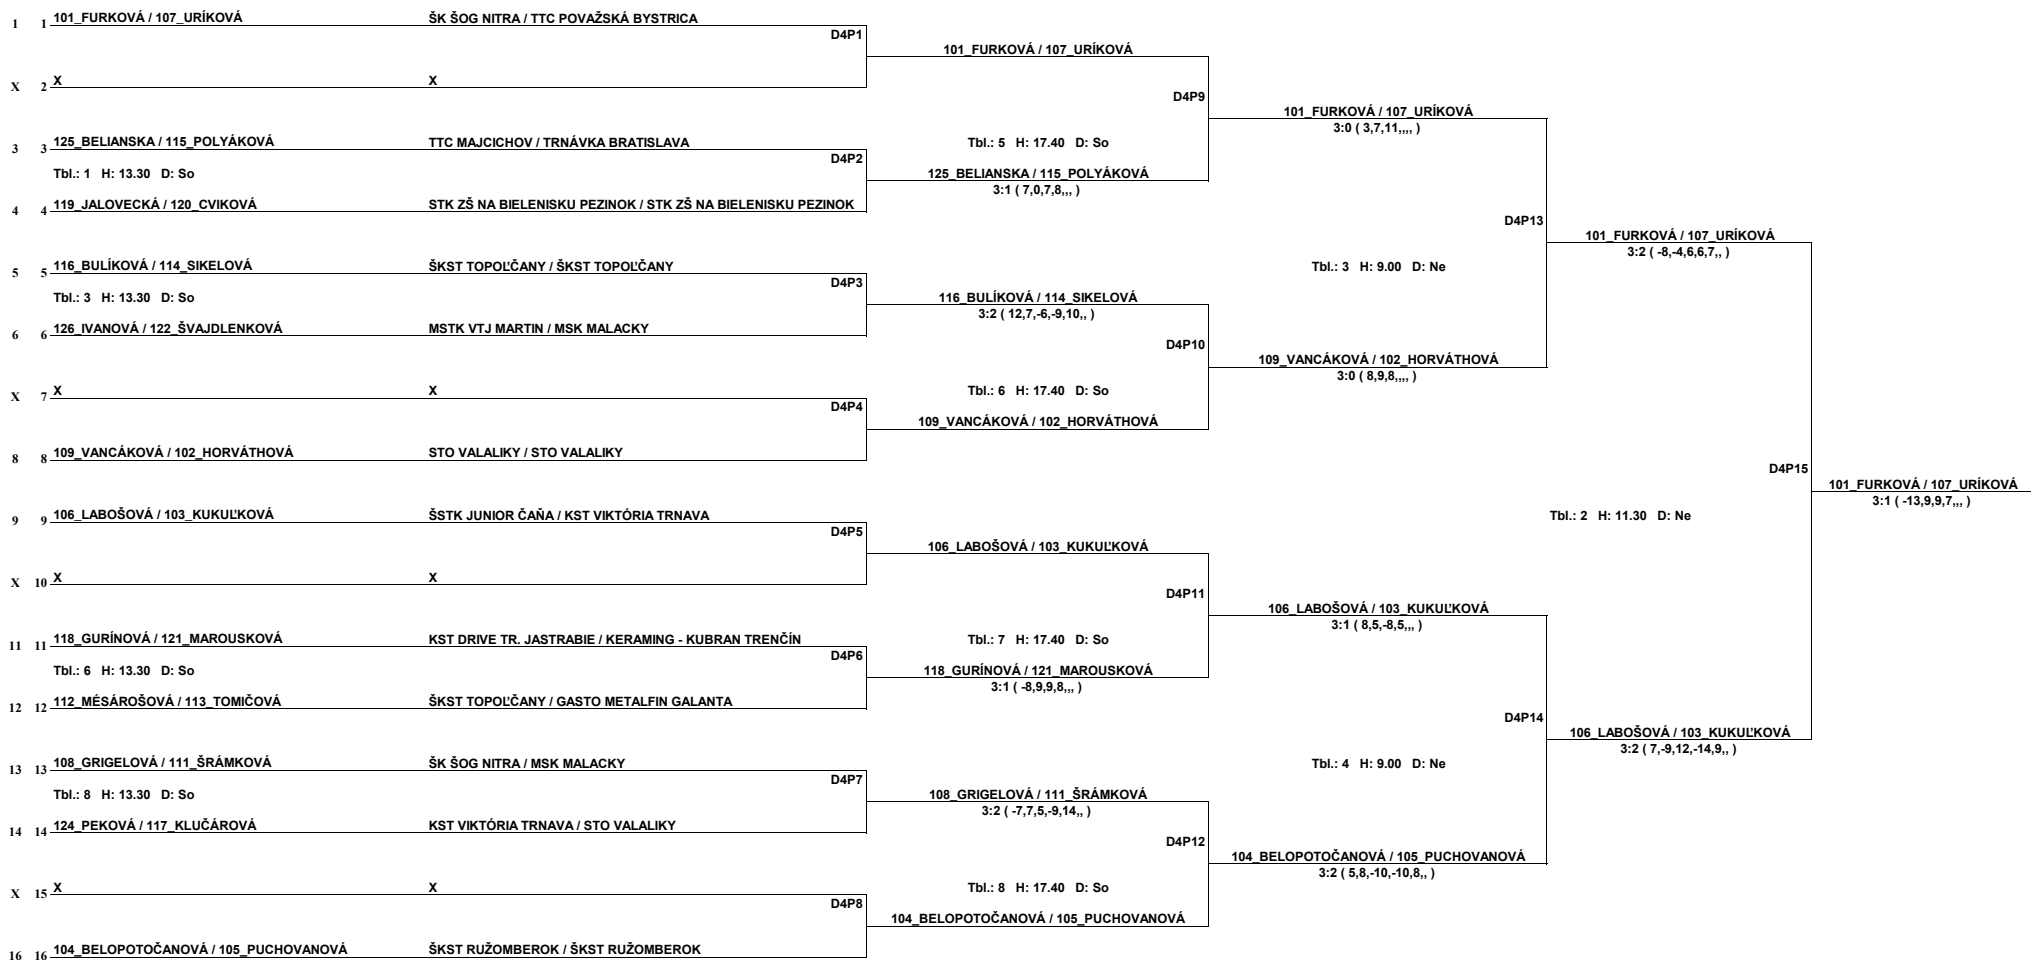 1 1 101_FURKOVÁ / 107_URÍKOVÁ ŠK ŠOG NITRA / TTC POVAŽSKÁ BYSTRICA
D4P1
101_FURKOVÁ / 107_URÍKOVÁ
X 2 X X
D4P9
101_FURKOVÁ / 107_URÍKOVÁ
3:0 ( 3,7,11,,,, )
3 3 125_BELIANSKA / 115_POLYÁKOVÁ TTC MAJCICHOV / TRNÁVKA BRATISLAVA Tbl.: 5 H: 17.40 D: So
D4P2
Tbl.: 1 H: 13.30 D: So 125_BELIANSKA / 115_POLYÁKOVÁ
3:1 ( 7,0,7,8,,, )
4 4 119_JALOVECKÁ / 120_CVIKOVÁ STK ZŠ NA BIELENISKU PEZINOK / STK ZŠ NA BIELENISKU PEZINOK
D4P13
101_FURKOVÁ / 107_URÍKOVÁ
3:2 ( -8,-4,6,6,7,, )
5 5 116_BULÍKOVÁ / 114_SIKELOVÁ ŠKST TOPOĽČANY / ŠKST TOPOĽČANY Tbl.: 3 H: 9.00 D: Ne
D4P3
Tbl.: 3 H: 13.30 D: So 116_BULÍKOVÁ / 114_SIKELOVÁ
3:2 ( 12,7,-6,-9,10,, )
6 6 126_IVANOVÁ / 122_ŠVAJDLENKOVÁ MSTK VTJ MARTIN / MSK MALACKY
D4P10
109_VANCÁKOVÁ / 102_HORVÁTHOVÁ
3:0 ( 8,9,8,,,, )
X 7 X X Tbl.: 6 H: 17.40 D: So
D4P4
109_VANCÁKOVÁ / 102_HORVÁTHOVÁ
8 8 109_VANCÁKOVÁ / 102_HORVÁTHOVÁ STO VALALIKY / STO VALALIKY
D4P15
101_FURKOVÁ / 107_URÍKOVÁ
3:1 ( -13,9,9,7,,, )
9 9 106_LABOŠOVÁ / 103_KUKUĽKOVÁ ŠSTK JUNIOR ČAŇA / KST VIKTÓRIA TRNAVA Tbl.: 2 H: 11.30 D: Ne
D4P5
106_LABOŠOVÁ / 103_KUKUĽKOVÁ
X 10 X X
D4P11
106_LABOŠOVÁ / 103_KUKUĽKOVÁ
3:1 ( 8,5,-8,5,,, )
11 11 118_GURÍNOVÁ / 121_MAROUSKOVÁ KST DRIVE TR. JASTRABIE / KERAMING - KUBRAN TRENČÍN Tbl.: 7 H: 17.40 D: So
D4P6
Tbl.: 6 H: 13.30 D: So 118_GURÍNOVÁ / 121_MAROUSKOVÁ
3:1 ( -8,9,9,8,,, )
12 12 112_MÉSÁROŠOVÁ / 113_TOMIČOVÁ ŠKST TOPOĽČANY / GASTO METALFIN GALANTA
D4P14
106_LABOŠOVÁ / 103_KUKUĽKOVÁ
3:2 ( 7,-9,12,-14,9,, )
13 13 108_GRIGELOVÁ / 111_ŠRÁMKOVÁ ŠK ŠOG NITRA / MSK MALACKY Tbl.: 4 H: 9.00 D: Ne
D4P7
Tbl.: 8 H: 13.30 D: So 108_GRIGELOVÁ / 111_ŠRÁMKOVÁ
3:2 ( -7,7,5,-9,14,, )
14 14 124_PEKOVÁ / 117_KLUČÁROVÁ KST VIKTÓRIA TRNAVA / STO VALALIKY
D4P12
104_BELOPOTOČANOVÁ / 105_PUCHOVANOVÁ
3:2 ( 5,8,-10,-10,8,, )
X 15 X X Tbl.: 8 H: 17.40 D: So
D4P8
104_BELOPOTOČANOVÁ / 105_PUCHOVANOVÁ
16 16 104_BELOPOTOČANOVÁ / 105_PUCHOVANOVÁ ŠKST RUŽOMBEROK / ŠKST RUŽOMBEROK